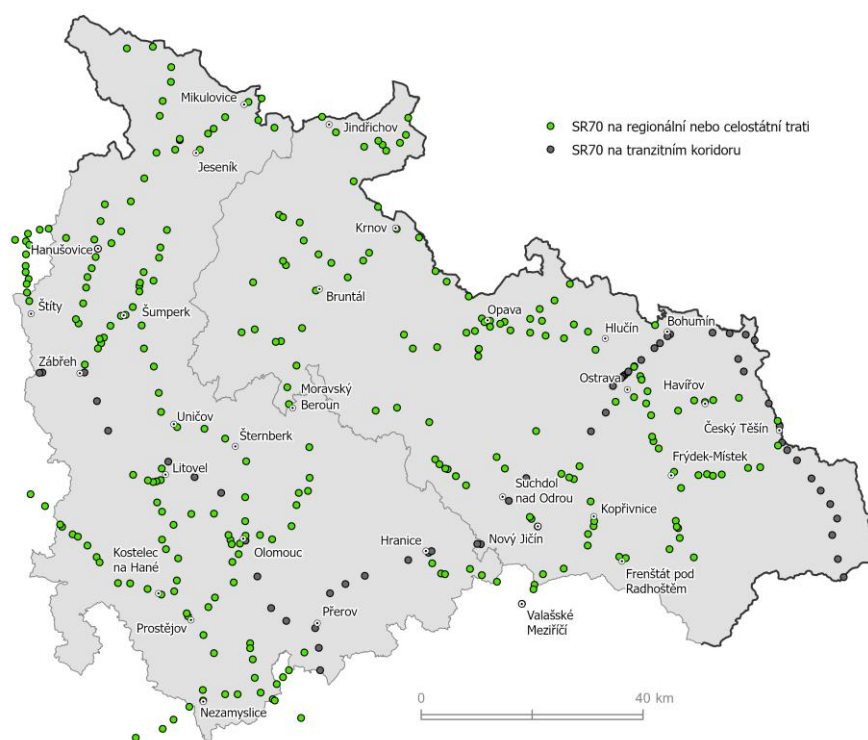 Mikulovice
Jindřichov
SR70 na regionální nebo celostátní trati
SR70 na tranzitním koridoru
Jeseník
Krnov
Hanušovice
Bruntál
Štíty
Šumperk
Opava
Hlučín
Bohumín
Zábřeh
Ostrava
Havířov
Moravský
Beroun
Uničov
Šternberk
Český Těšín
Litovel
Frýdek-Místek
Suchdol
nad Odrou
Kopřivnice
Kostelec
na Hané
Olomouc
Hranice
Nový Jičín
Frenštát pod
Radhoštěm
Prostějov
Přerov
Valašské
Meziříčí
Nezamyslice
0
40 km